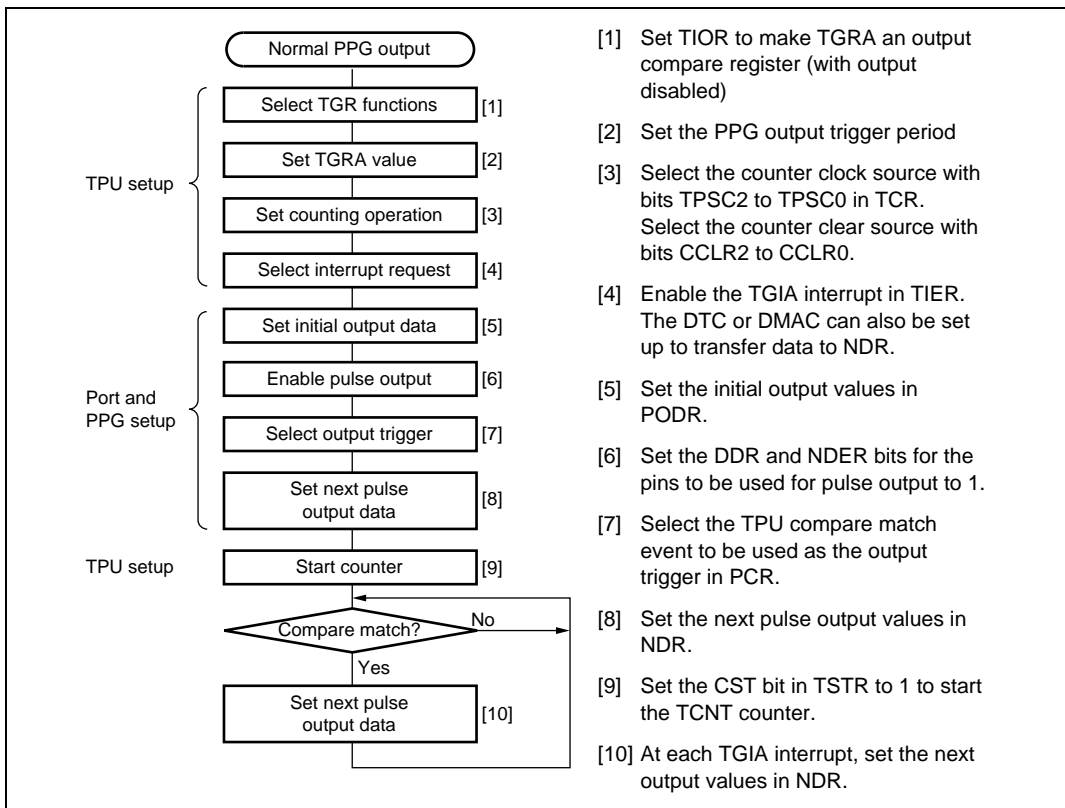 Normal PPG output
Select TGR functions [1]
Set TGRA value [2]
TPU setup
Set counting operation [3]
Select interrupt request [4]
Set initial output data [5]
Enable pulse output [6]
Port and
PPG setup
Select output trigger [7]
Set next pulse
output data
[8]
TPU setup
Start counter [9]
Compare match?
No
Yes
Set next pulse
output data
[10]
[1] Set TIOR to make TGRA an output
compare register (with output
disabled)
[2] Set the PPG output trigger period
[3] Select the counter clock source with
bits TPSC2 to TPSC0 in TCR.
Select the counter clear source with
bits CCLR2 to CCLR0.
[4] Enable the TGIA interrupt in TIER.
The DTC or DMAC can also be set
up to transfer data to NDR.
[5] Set the initial output values in
PODR.
[6] Set the DDR and NDER bits for the
pins to be used for pulse output to 1.
[7] Select the TPU compare match
event to be used as the output
trigger in PCR.
[8] Set the next pulse output values in
NDR.
[9] Set the CST bit in TSTR to 1 to start
the TCNT counter.
[10] At each TGIA interrupt, set the next
output values in NDR.